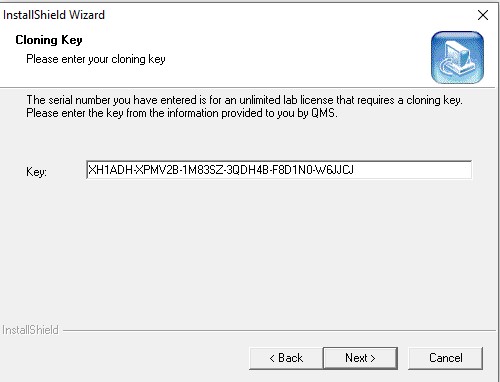 InstallShield Wizard
Cloning Key
Please enter your cloning key
The serial number you have entered is for an unlimited lab license that requires a cloning key.
Please enter the key from the information provided to you by QMS.
Key:
XH1ADH-XPMV2B-1M83SZ-3QDH4B-F8D1N0-W6JJCJ
InstallShield
< Back
Next >
Cancel